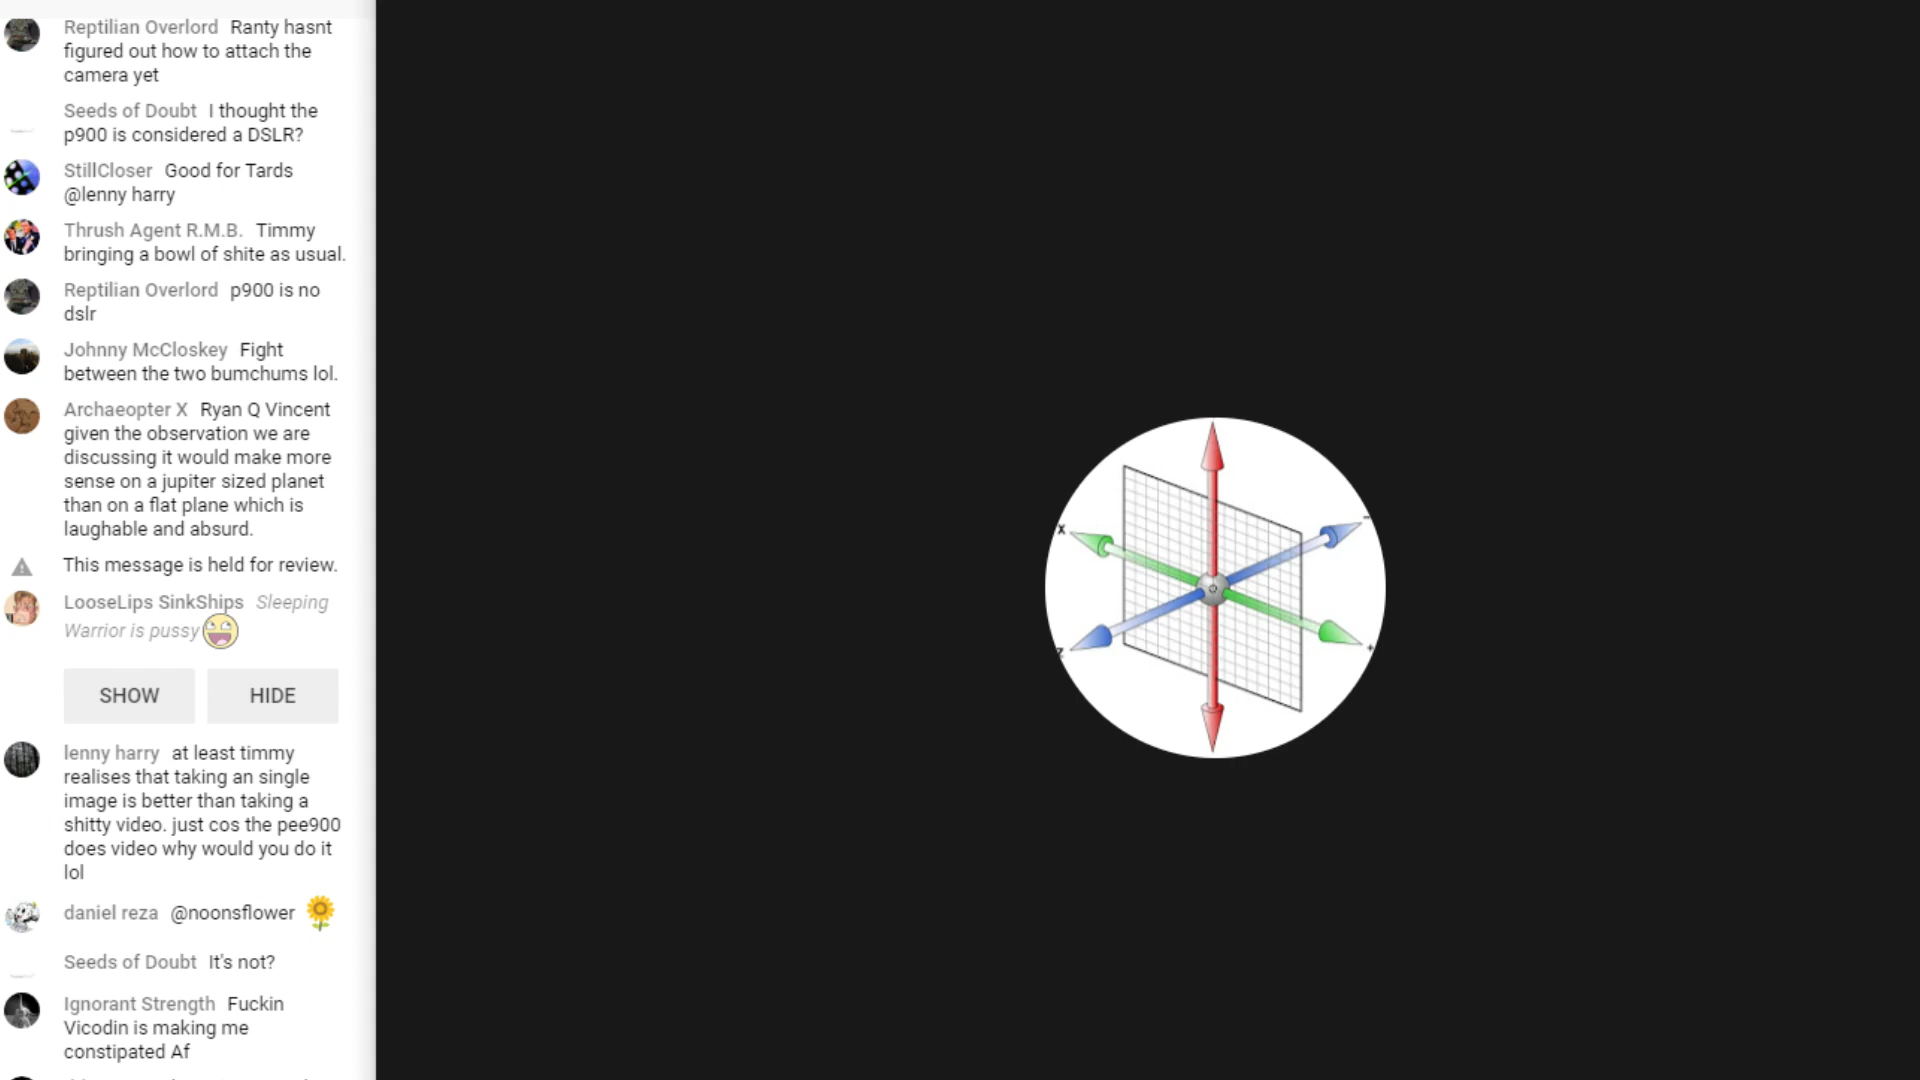 Reptilian Overlord Ranty hasnt
figured out how to attach the
camera yet
Seeds of Doubt I thought the
p900 is considered a DSLR?
StillCloser Good for Tards
@lenny harry
Thrush Agent R.M.B. Timmy
bringing a bowl of shite as usual.
Reptilian Overlord p900 is no
dslr
Johnny McCloskey Fight
between the two bumchums lol.
Archaeopter X Ryan Q Vincent
given the observation we are
discussing it would make more
sense on a jupiter sized planet
than on a flat plane which is
laughable and absurd.
This message is held for review.
LooseLips SinkShips Sleeping
Warrior is pussy
SHOW HIDE
lenny harry at least timmy
realises that taking an single
image is better than taking a
shitty video. just cos the pee900
does video why would you do it
lol
daniel reza @noonsflower
Seeds of Doubt It's not?
Ignorant Strength Fuckin
Vicodin is making me
constipated Af
x
-
z
+